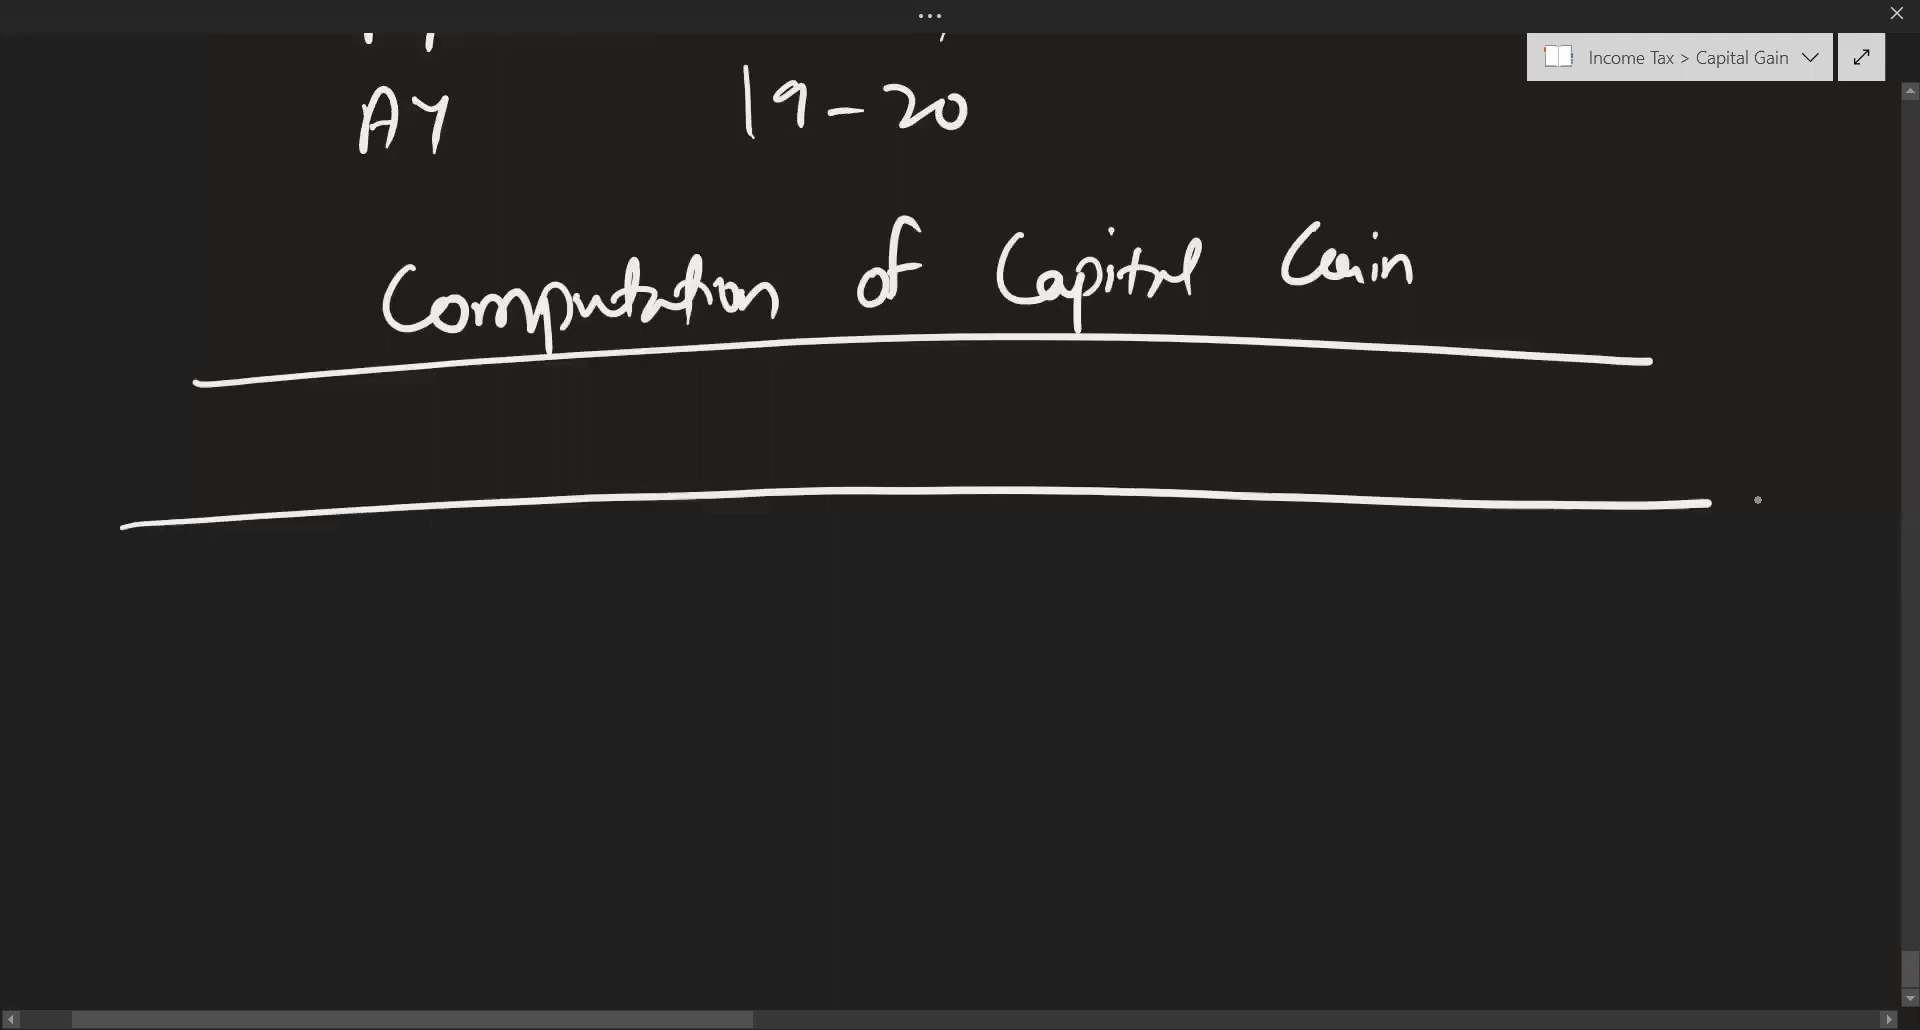 Income Tax > Capital Gain
AY 19-20
Computation of Capital Gain